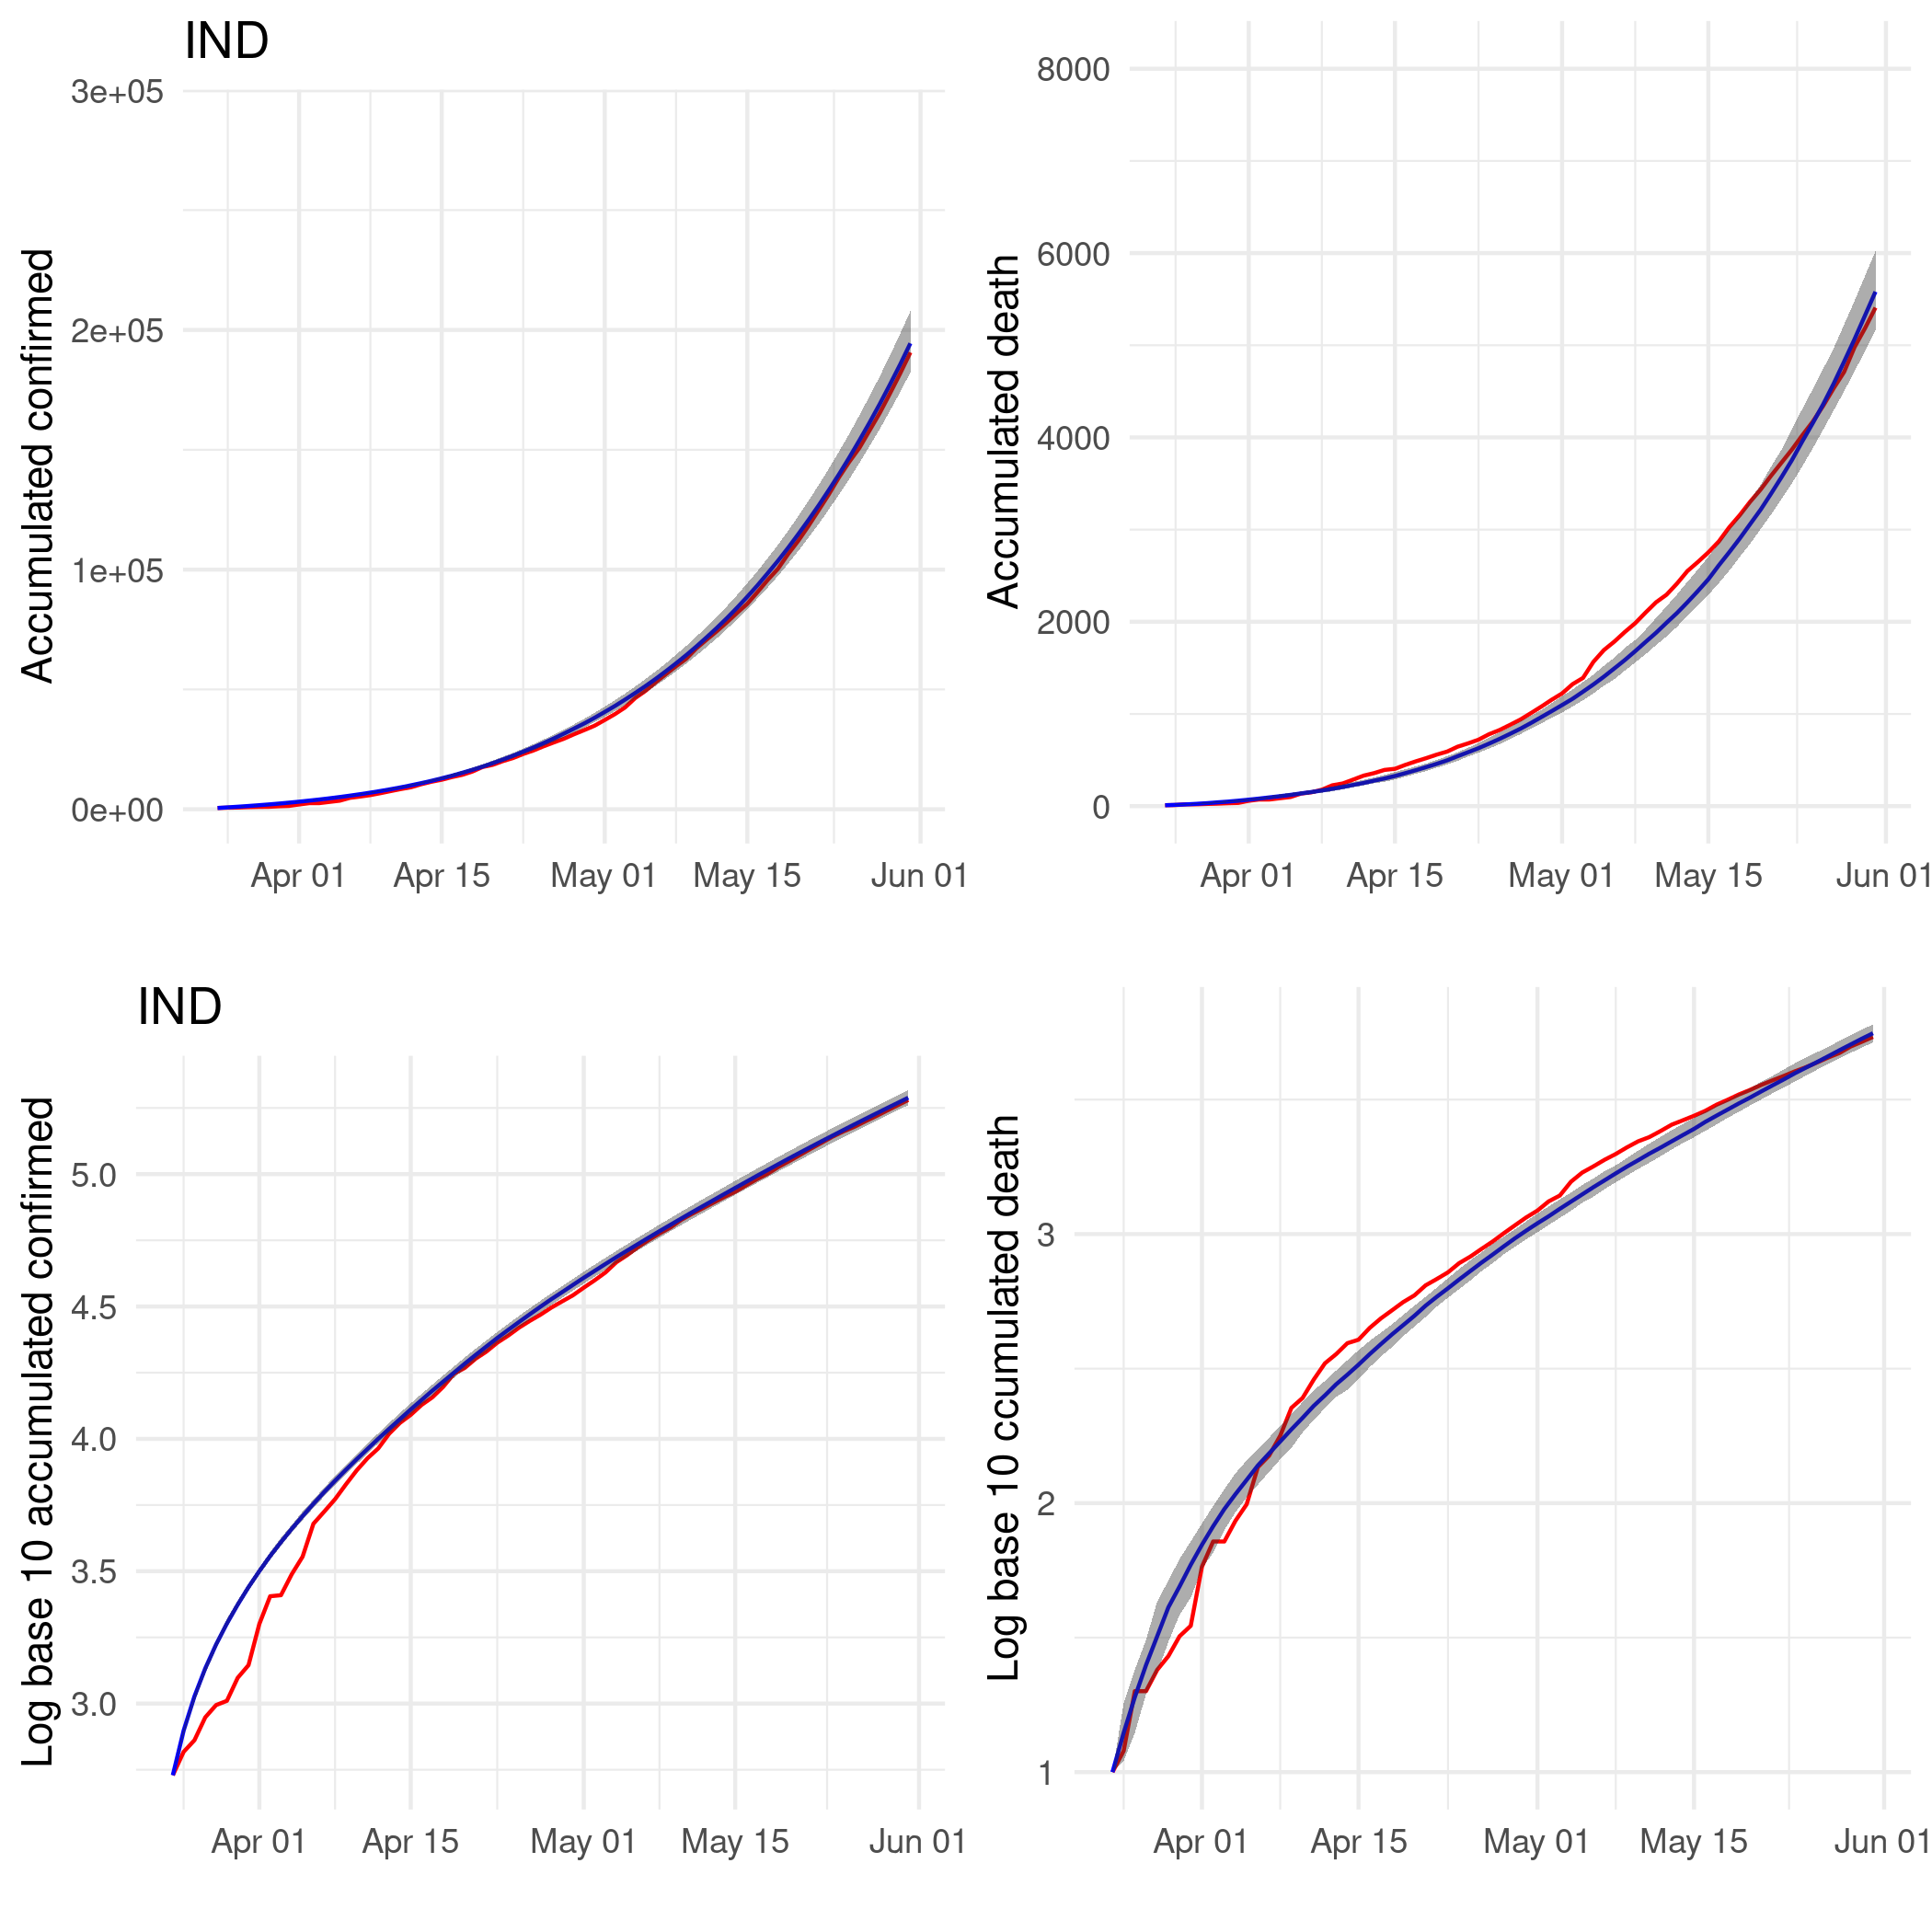 IND
Accumulated confirmed
3e+05
2e+05
1e+05
0e+00
Apr 01 Apr 15 May 01 May 15 Jun 01
Accumulated death
8000
6000
4000
2000
0
Apr 01 Apr 15 May 01 May 15 Jun 01
IND
Log base 10 accumulated confirmed
5.0
4.5
4.0
3.5
3.0
Apr 01 Apr 15 May 01 May 15 Jun 01
Log base 10 ccumulated death
3
2
1
Apr 01 Apr 15 May 01 May 15 Jun 01